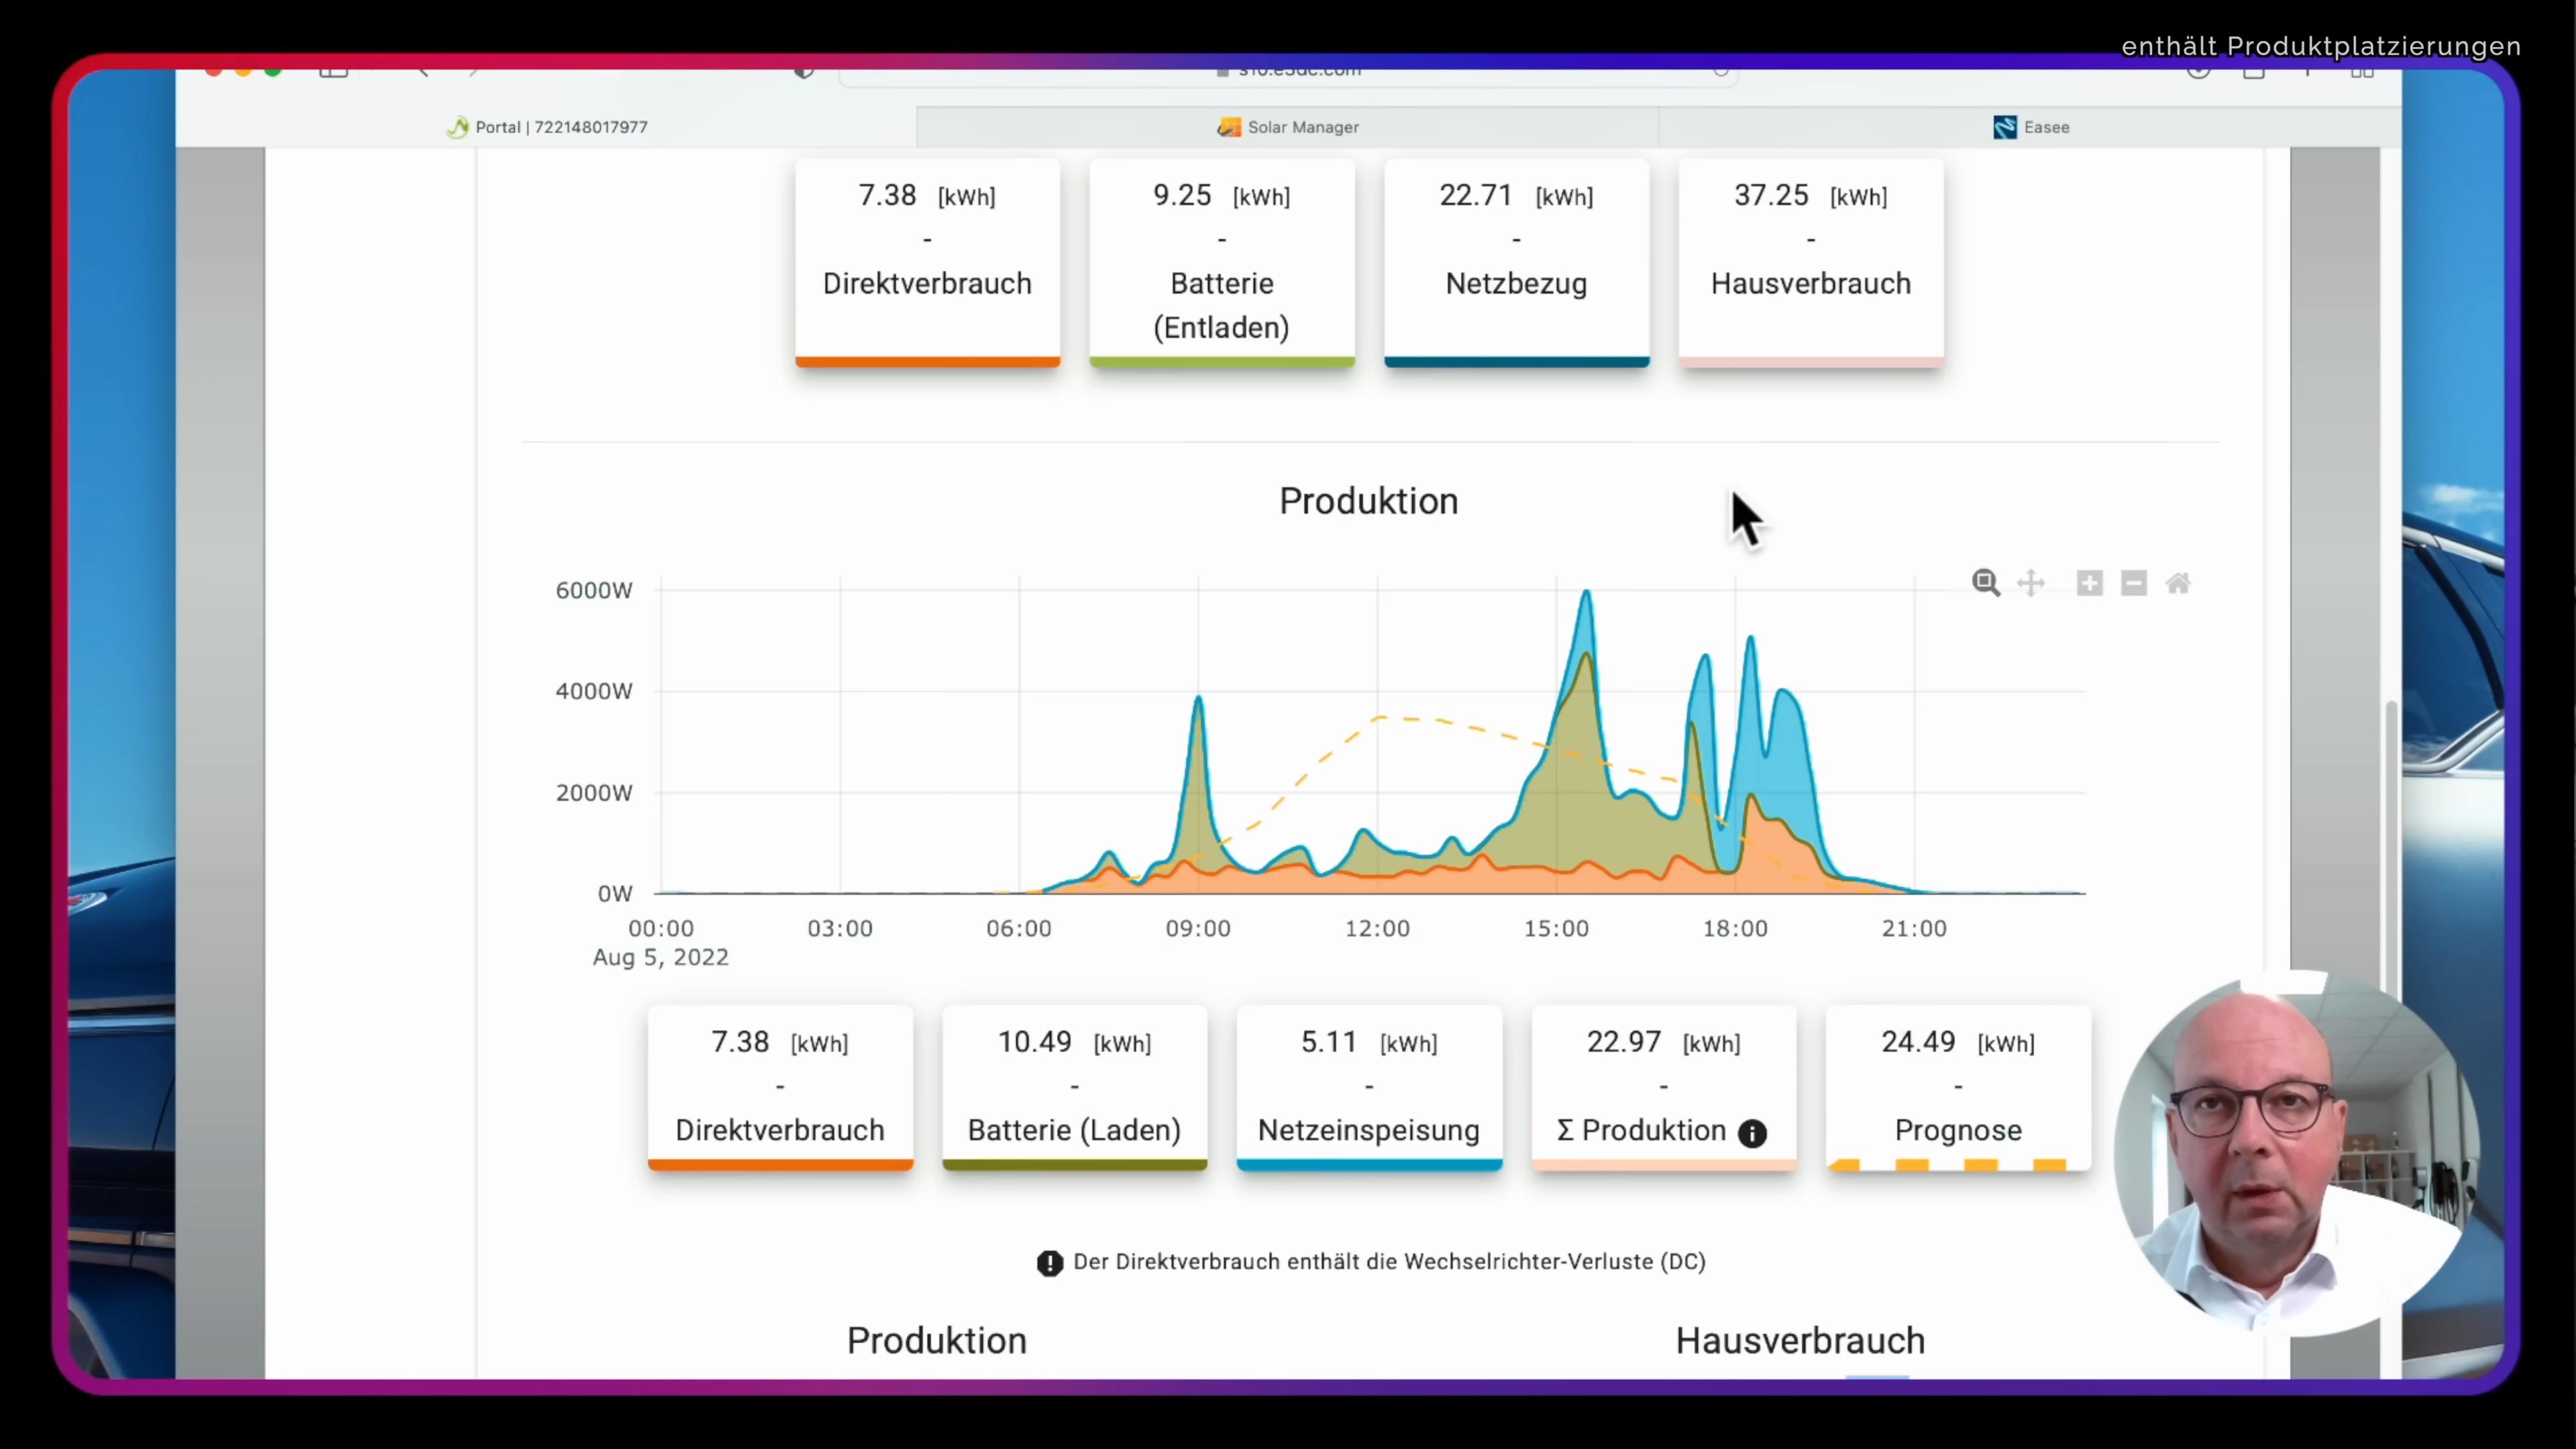 enthält Produktplatzierungen
s10.e3dc.com
Portal | 722148017977
Solar Manager
Easee
7.38 [kWh]
-
Direktverbrauch
9.25 [kWh]
-
Batterie
(Entladen)
22.71 [kWh]
-
Netzbezug
37.25 [kWh]
-
Hausverbrauch
Produktion
6000W
4000W
2000W
0W
00:00
03:00
06:00
09:00
12:00
15:00
18:00
21:00
Aug 5, 2022
7.38 [kWh]
-
Direktverbrauch
10.49 [kWh]
-
Batterie (Laden)
5.11 [kWh]
-
Netzeinspeisung
22.97 [kWh]
-
Σ Produktion
24.49 [kWh]
-
Prognose
Der Direktverbrauch enthält die Wechselrichter-Verluste (DC)
Produktion
Hausverbrauch